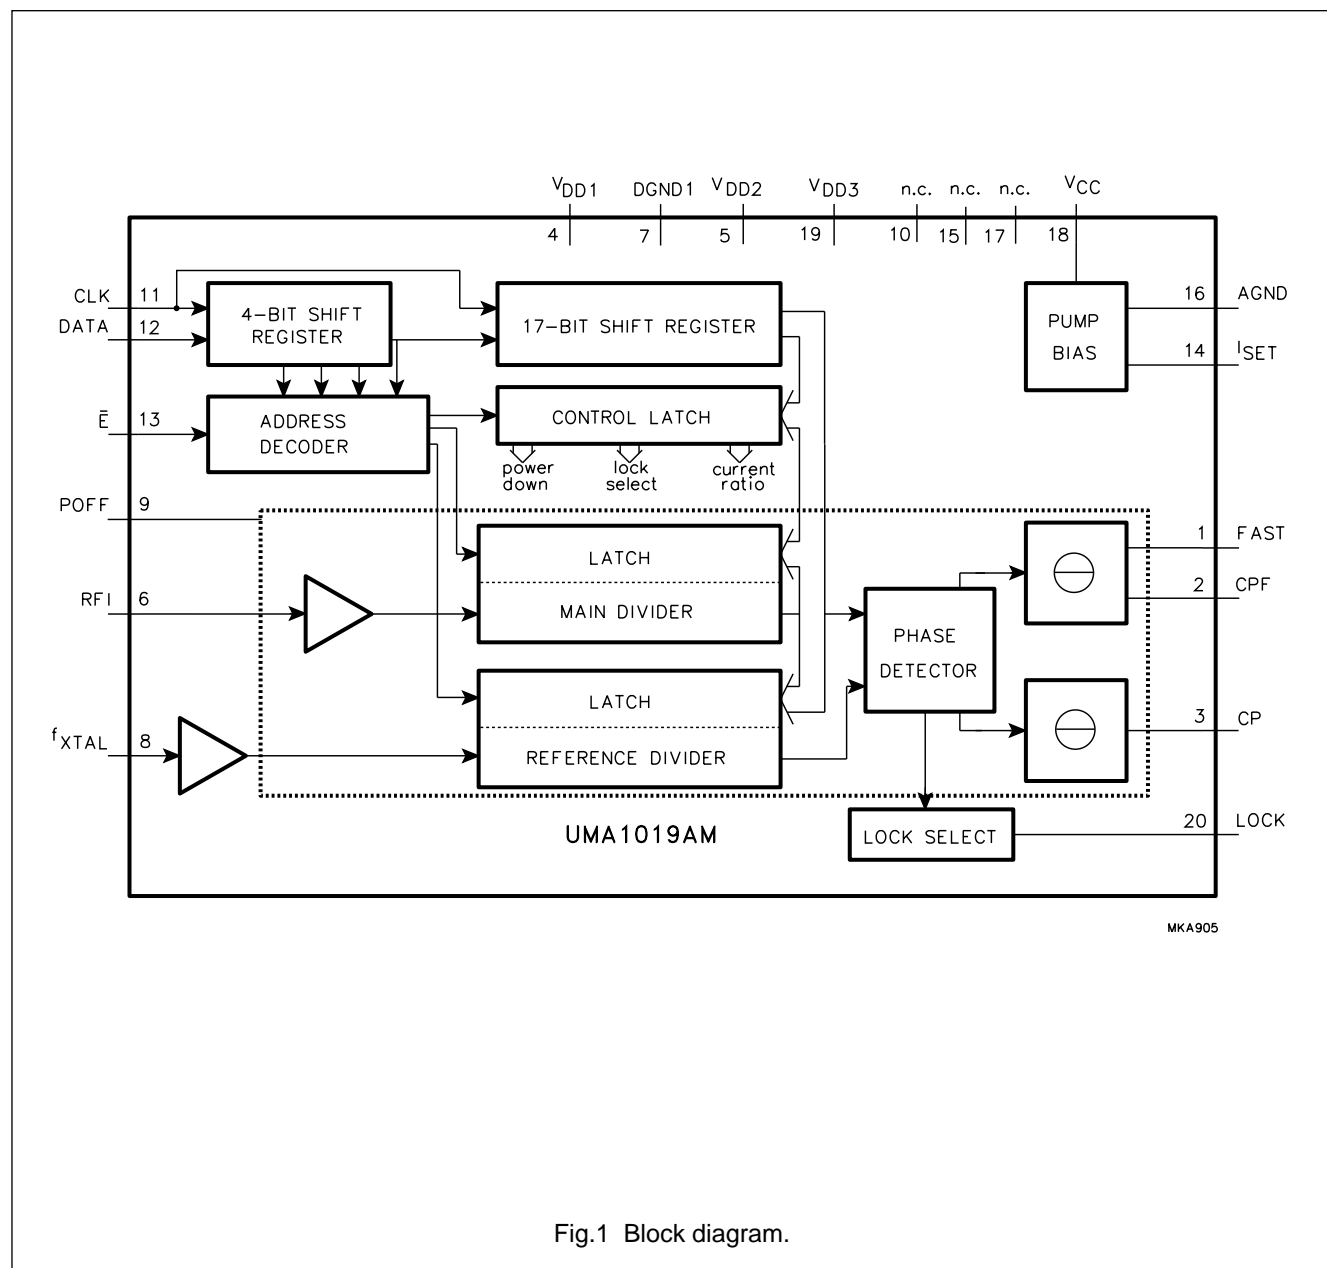 VDD1 DGND1 VDD2 VDD3 n.c. n.c. n.c. VCC
4 7 5 19 10 15 17 18
CLK 11
DATA 12
4-BIT SHIFT
REGISTER
17-BIT SHIFT REGISTER
PUMP
BIAS
16 AGND
14 ISET
Ē 13
ADDRESS
DECODER
CONTROL LATCH
power
down
lock
select
current
ratio
POFF 9
RFI 6
LATCH
MAIN DIVIDER
PHASE
DETECTOR
1 FAST
2 CPF
fXTAL 8
LATCH
REFERENCE DIVIDER
3 CP
UMA1019AM
LOCK SELECT
20 LOCK
MKA905
Fig.1 Block diagram.